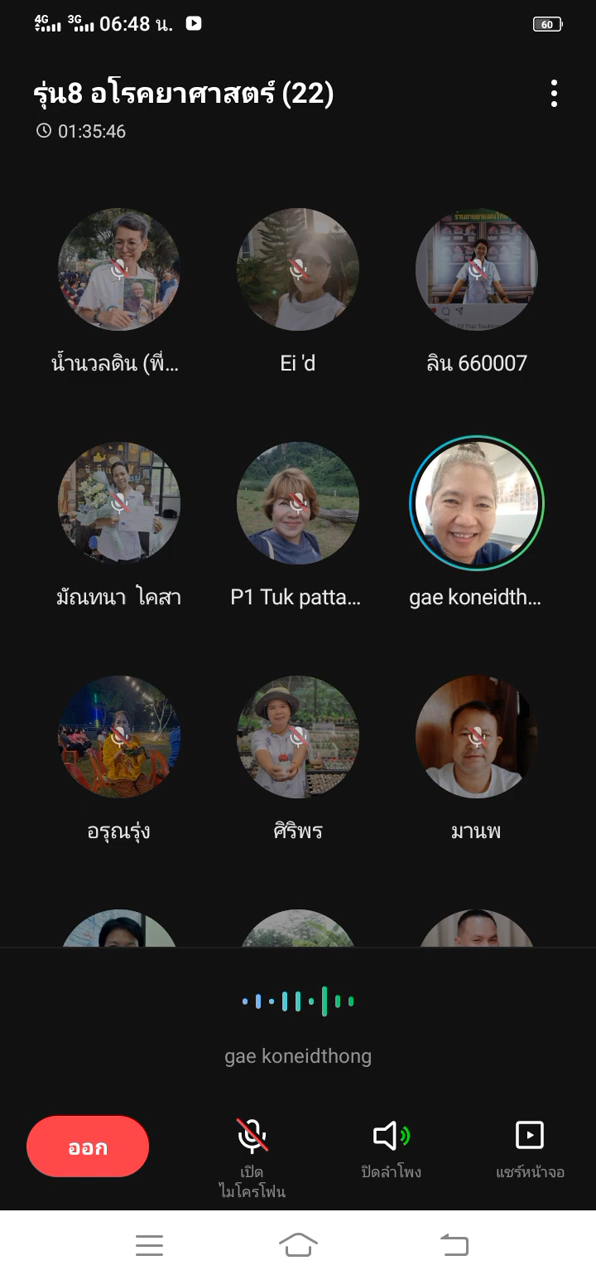 4G 3G 06:48 น. 60
รุ่น8 อโรคยาศาสตร์ (22)
01:35:46
น้ำนวลดิน (พี่... Ei 'd ลิน 660007
มัณฑนา ไคสา P1 Tuk patta... gae koneidth...
อรุณรุ่ง ศิริพร มานพ
gae koneidthong
ออก
เปิด
ไมโครโฟน
ปิดลำโพง
แชร์หน้าจอ